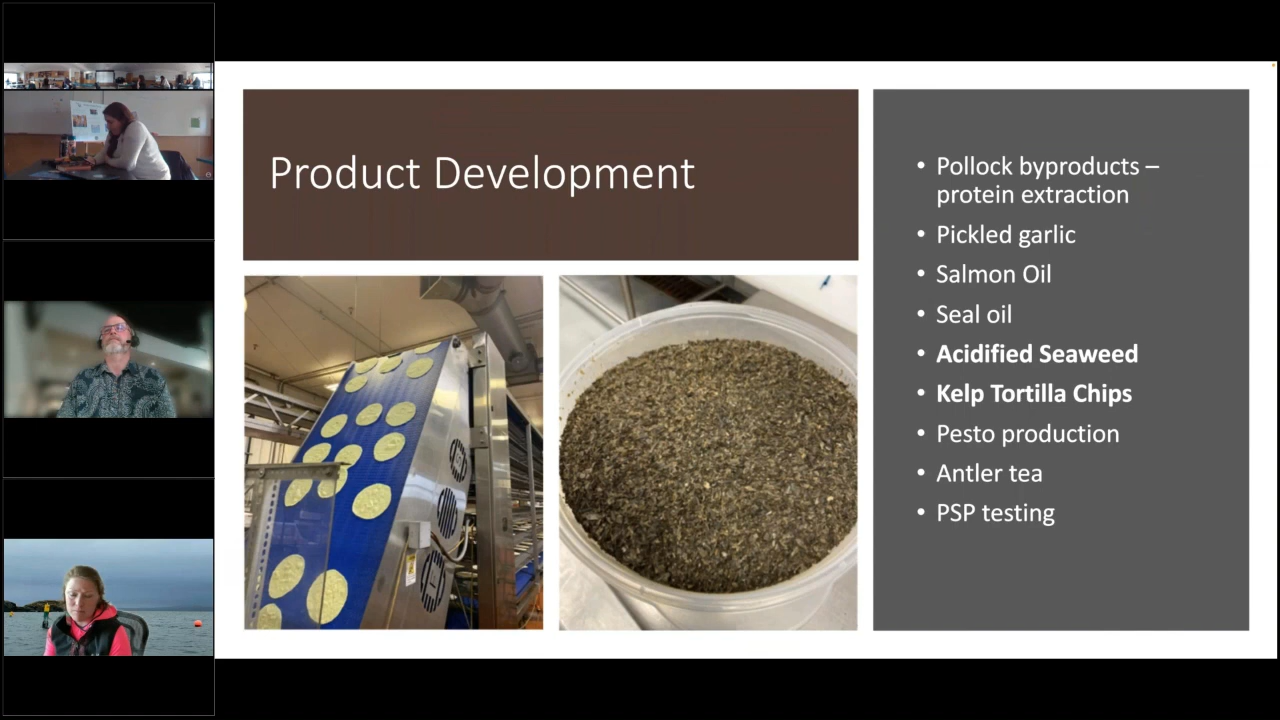 Product Development
• Pollock byproducts –
protein extraction
• Pickled garlic
• Salmon Oil
• Seal oil
• Acidified Seaweed
• Kelp Tortilla Chips
• Pesto production
• Antler tea
• PSP testing